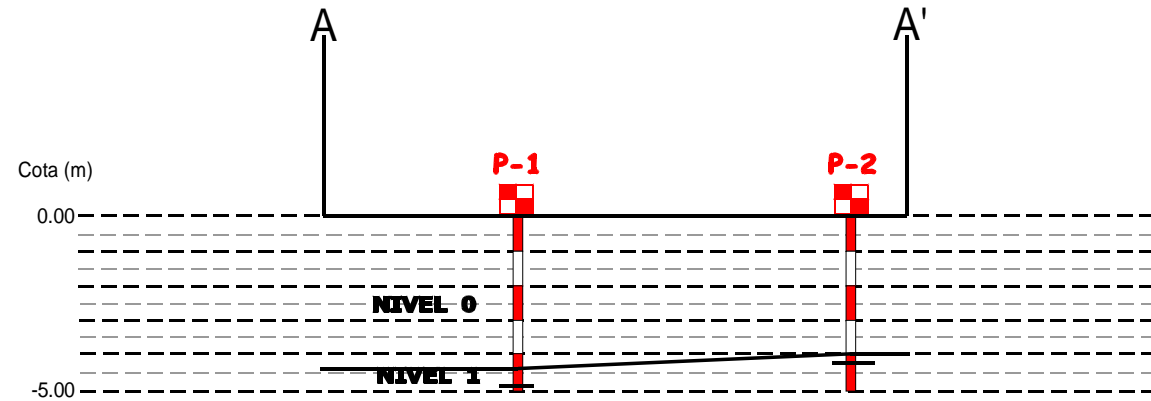 A A'
P-1 P-2
Cota (m)
0.00
NIVEL 0
NIVEL 1
-5.00